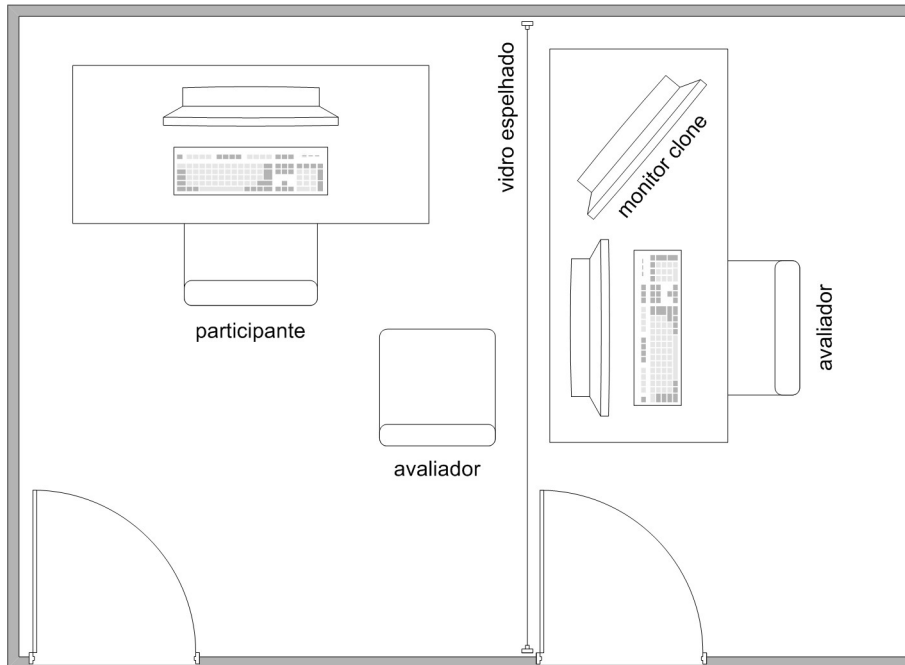 vidro espelhado
monitor clone
participante
avaliador
avaliador